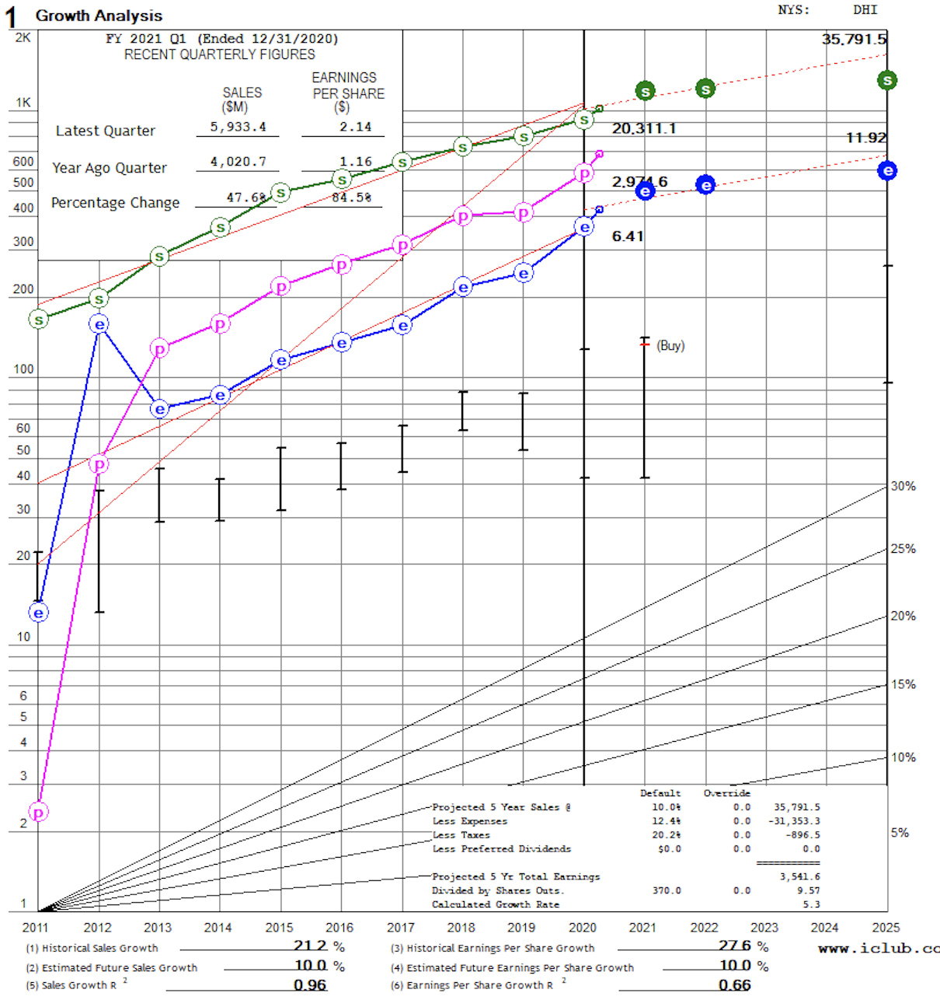 1 Growth Analysis
NYS: DHI
2K
FY 2021 Q1 (Ended 12/31/2020)
RECENT QUARTERLY FIGURES
35,791.5
SALES ($M)
EARNINGS PER SHARE ($)
1K
Latest Quarter 5,933.4 2.14
20,311.1
11.92
600
Year Ago Quarter 4,020.7 1.16
500
2,974.6
Percentage Change 47.6% 84.5%
400
6.41
300
200
(Buy)
100
60
50
40
30%
30
25%
20
20%
10
15%
6
5
4
10%
3
Default Override
Projected 5 Year Sales @ 10.0% 0.0 35,791.5
Less Expenses 12.4% 0.0 -31,353.3
2
Less Taxes 20.2% 0.0 -896.5
5%
Less Preferred Dividends $0.0 0.0 0.0
===========
Projected 5 Yr Total Earnings 3,541.6
Divided by Shares Outs. 370.0 0.0 9.57
1
Calculated Growth Rate 5.3
2011 2012 2013 2014 2015 2016 2017 2018 2019 2020 2021 2022 2023 2024 2025
(1) Historical Sales Growth 21.2 % (3) Historical Earnings Per Share Growth 27.6 %
www.iclub.co
(2) Estimated Future Sales Growth 10.0 % (4) Estimated Future Earnings Per Share Growth 10.0 %
(5) Sales Growth R 2 0.96 (6) Earnings Per Share Growth R 2 0.66
s s s s s s s s s s s s s
p p p p p p p p p p
e e e e e e e e e e e e e